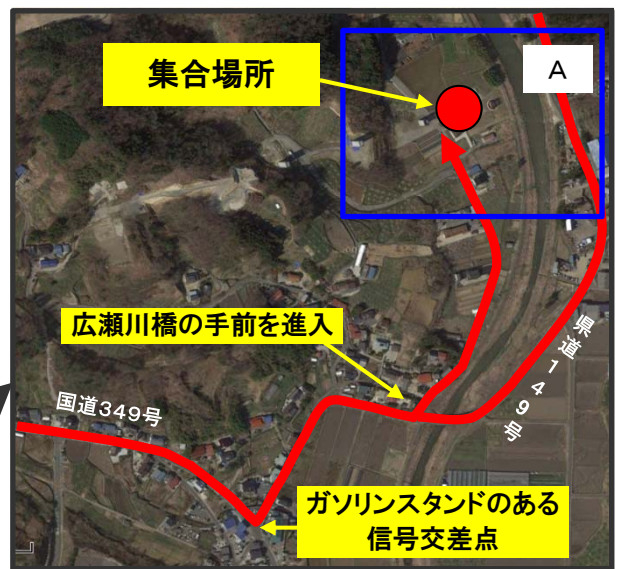 集合場所
A
広瀬川橋の手前を進入
県道149号
国道349号
ガソリンスタンドのある
信号交差点